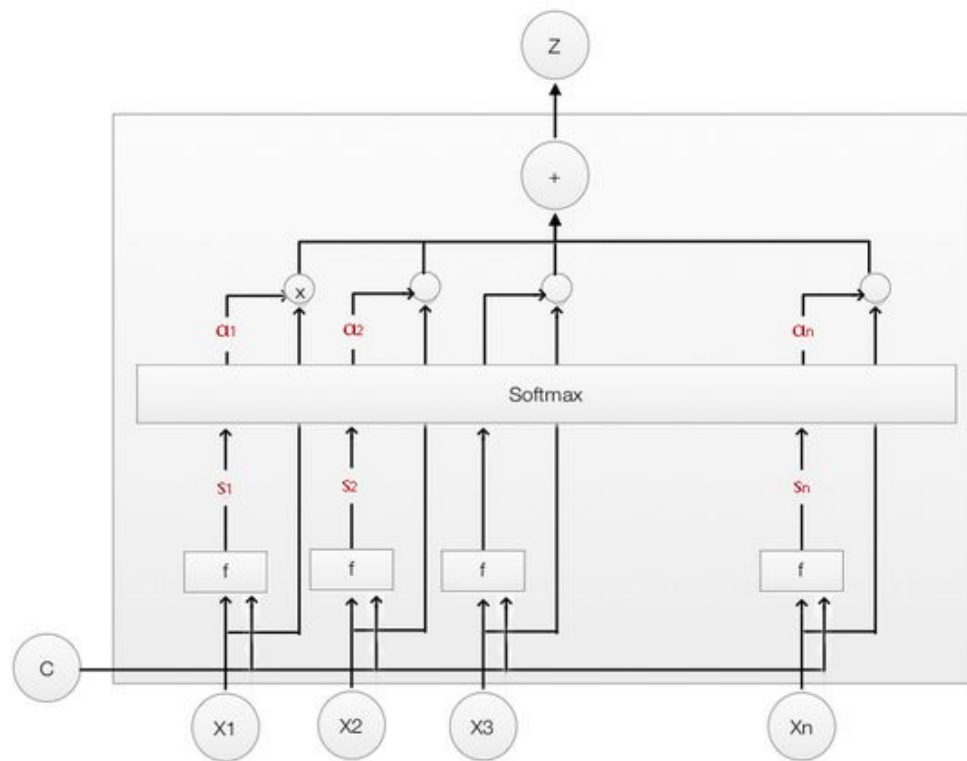 Z
+
x
α1 α2 αn
Softmax
s1 s2 sn
f f f f
C
X1 X2 X3 Xn